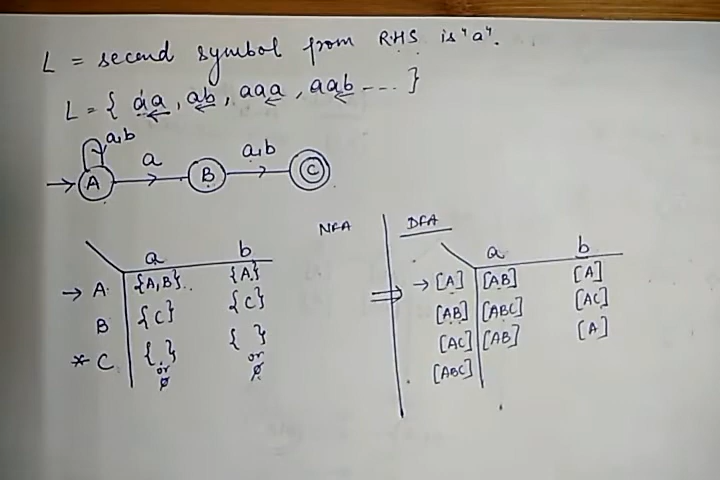 L = second symbol from RHS is "a".
L = { aa, ab, aaa, aab --- }
a,b
a
a,b
A
B
C
NFA
DFA
a b
→ A {A,B} {A}
B {C} {C}
* C { } { }
or or
ϕ ϕ
a b
→ [A] [AB] [A]
[AB] [ABC] [AC]
[AC] [AB] [A]
[ABC]